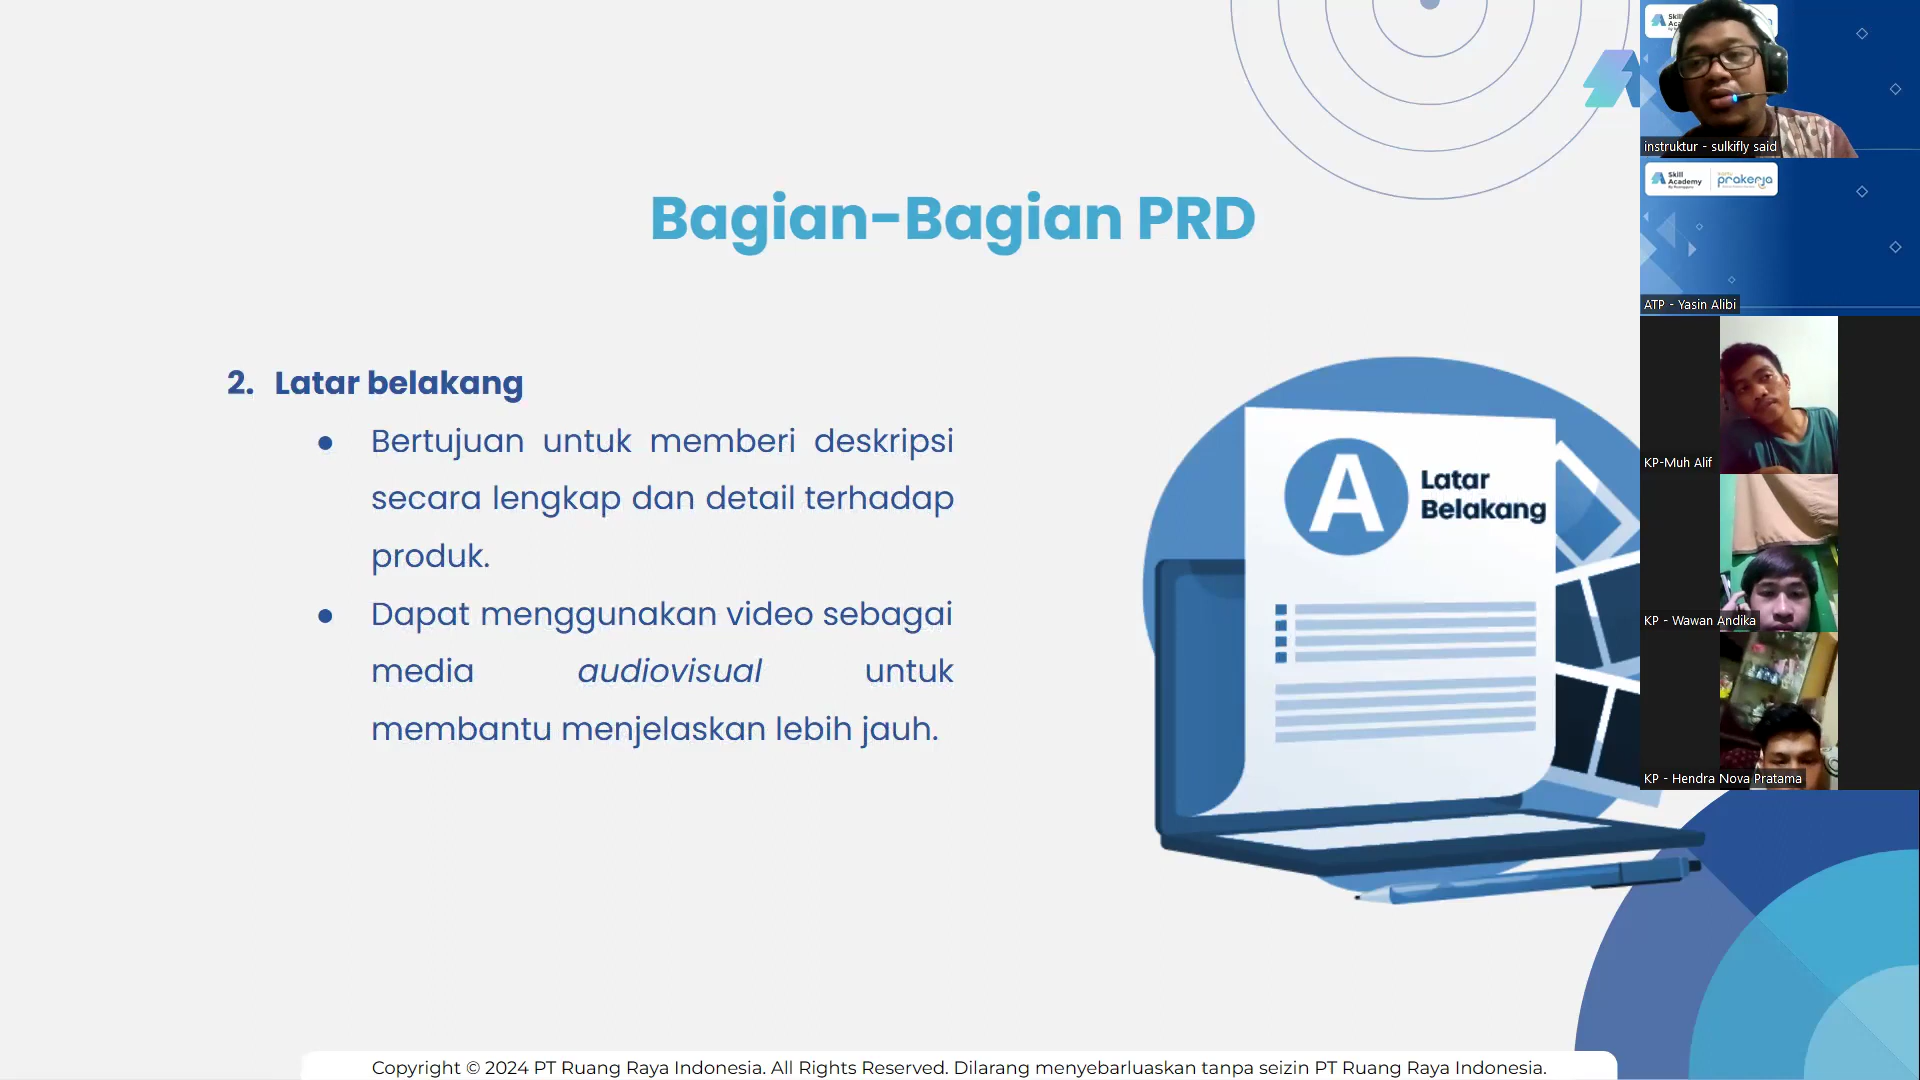 Bagian-Bagian PRD
2. Latar belakang
● Bertujuan untuk memberi deskripsi
secara lengkap dan detail terhadap
produk.
● Dapat menggunakan video sebagai
media audiovisual untuk
membantu menjelaskan lebih jauh.
A
Latar
Belakang
Copyright © 2024 PT Ruang Raya Indonesia. All Rights Reserved. Dilarang menyebarluaskan tanpa seizin PT Ruang Raya Indonesia.
instruktur - sulkifly said
Skill
Academy
prakerja
ATP - Yasin Alibi
KP-Muh Alif
KP - Wawan Andika
KP - Hendra Nova Pratama